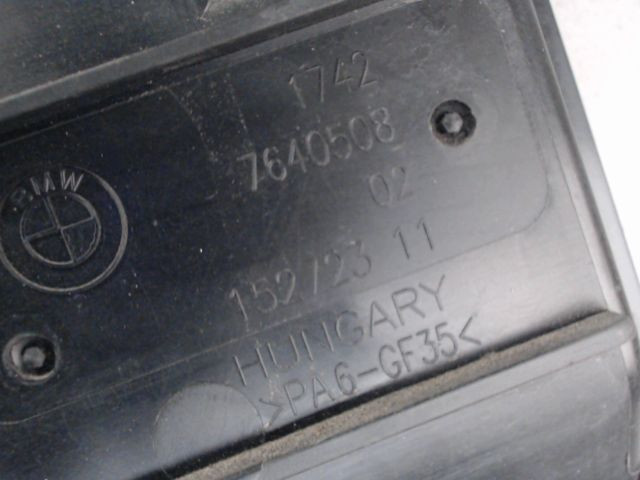 1742
7640508
02
BMW
152723 11
HUNGARY
>PA6-GF35<